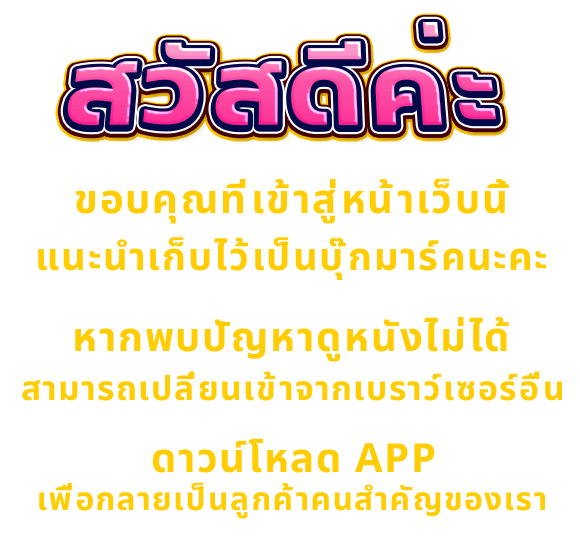 สวัสดีค่ะ
ขอบคุณที่เข้าสู่หน้าเว็บนี้
แนะนำเก็บไว้เป็นบุ๊กมาร์คนะคะ
หากพบปัญหาดูหนังไม่ได้
สามารถเปลี่ยนเข้าจากเบราว์เซอร์อื่น
ดาวน์โหลด APP
เพื่อกลายเป็นลูกค้าคนสำคัญของเรา